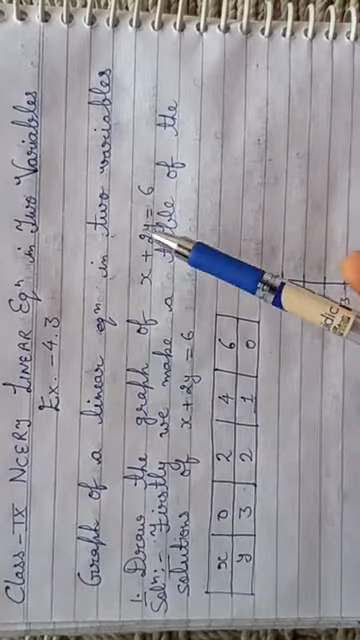 Class-IX NCERT LINEAR Eqⁿ in Two Variables
Ex. - 4.3
Graph of a linear eqⁿ in two variables
1. Draw the graph of x + 2y = 6
Solⁿ:- Firstly we make a table of the
solutions of x + 2y = 6
x 0 2 4 6
y 3 2 1 0